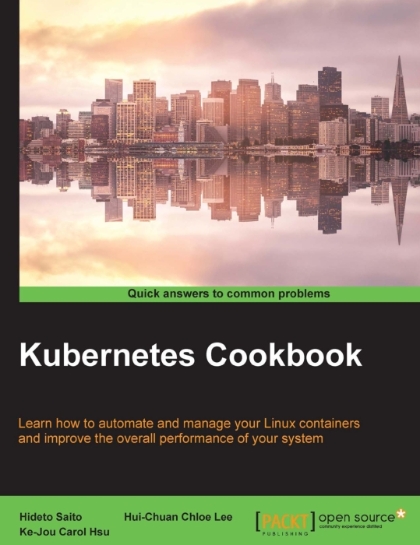 Quick answers to common problems
Kubernetes Cookbook
Learn how to automate and manage your Linux containers
and improve the overall performance of your system
Hideto Saito Hui-Chuan Chloe Lee
Ke-Jou Carol Hsu
[PACKT] open source*
PUBLISHING community experience distilled